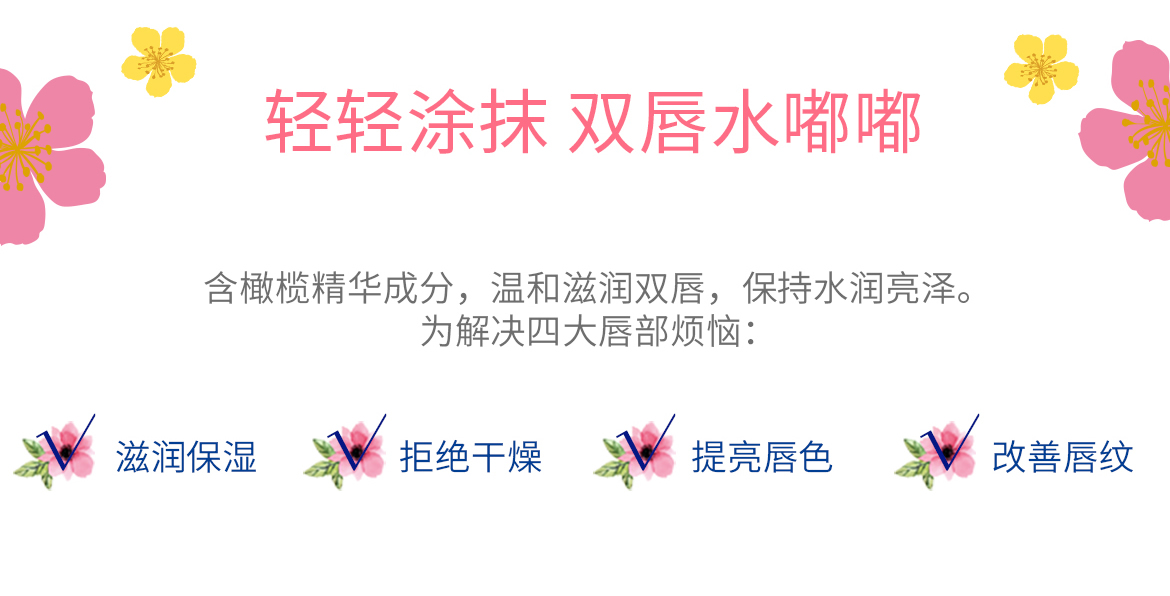 轻轻涂抹 双唇水嘟嘟
含橄榄精华成分，温和滋润双唇，保持水润亮泽。
为解决四大唇部烦恼：
滋润保湿 拒绝干燥 提亮唇色 改善唇纹